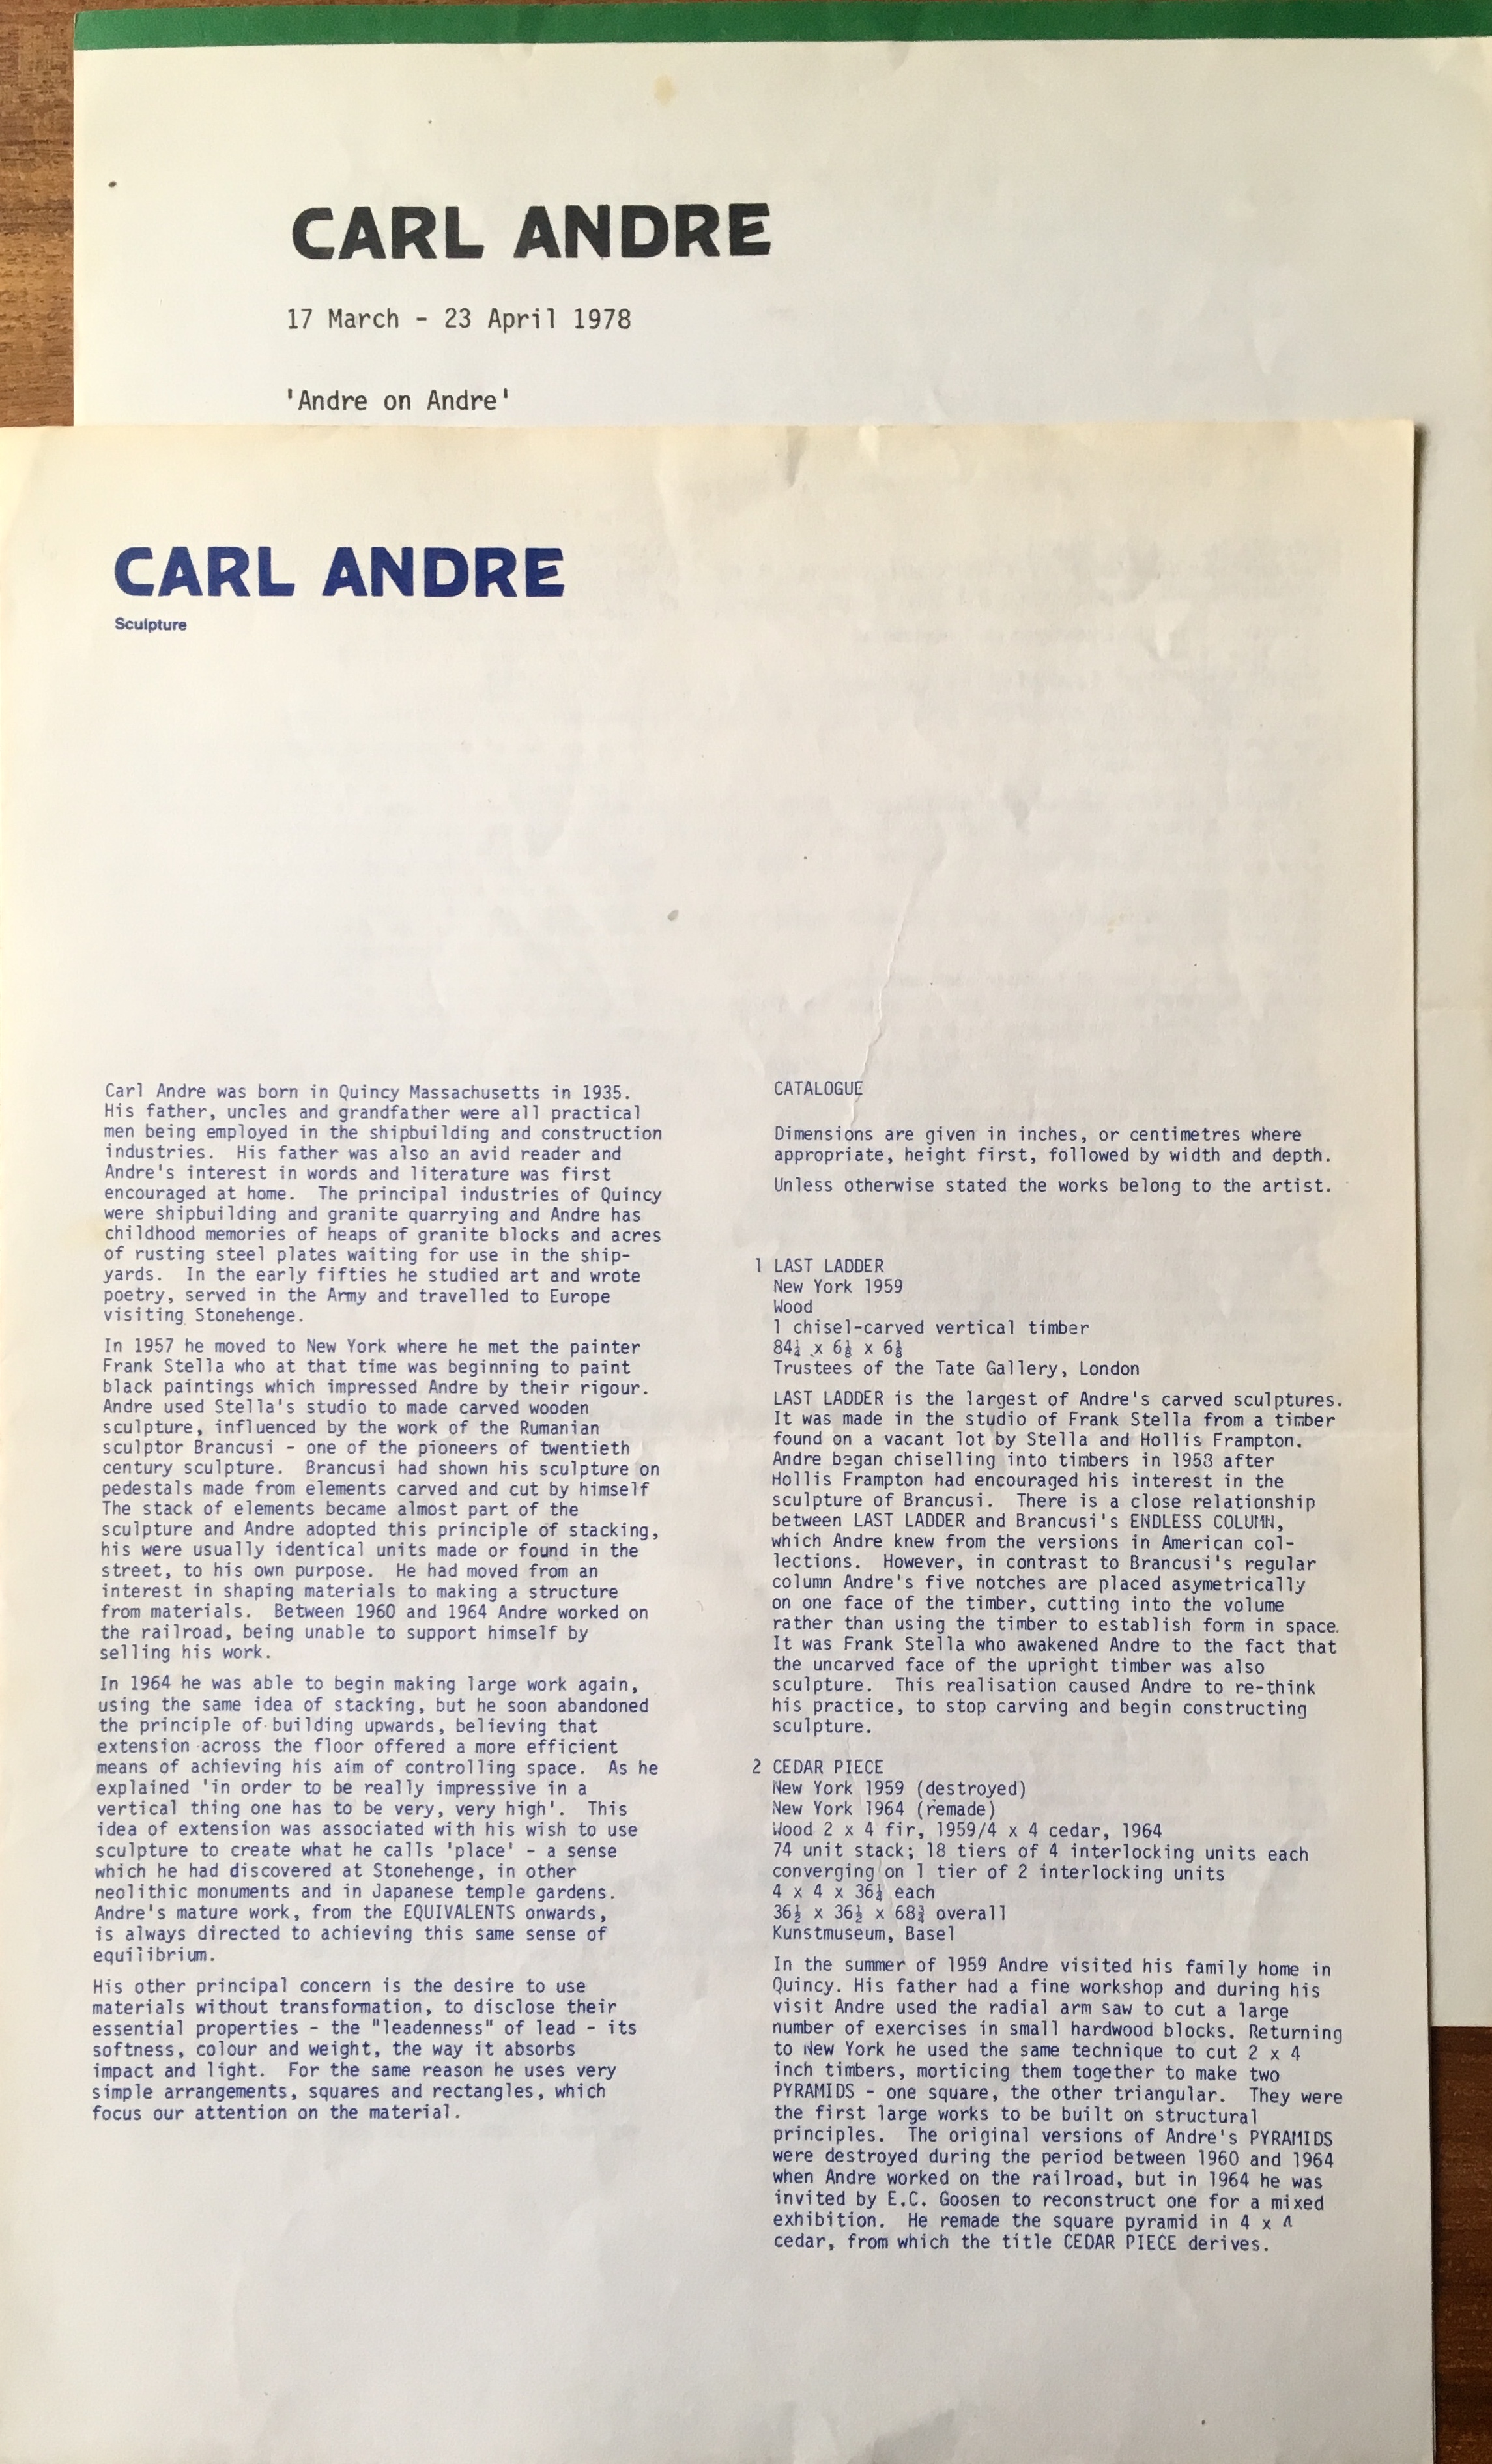 CARL ANDRE
17 March - 23 April 1978
'Andre on Andre'
CARL ANDRE
Sculpture
Carl Andre was born in Quincy Massachusetts in 1935.
His father, uncles and grandfather were all practical
men being employed in the shipbuilding and construction
industries. His father was also an avid reader and
Andre's interest in words and literature was first
encouraged at home. The principal industries of Quincy
were shipbuilding and granite quarrying and Andre has
childhood memories of heaps of granite blocks and acres
of rusting steel plates waiting for use in the ship-
yards. In the early fifties he studied art and wrote
poetry, served in the Army and travelled to Europe
visiting Stonehenge.
In 1957 he moved to New York where he met the painter
Frank Stella who at that time was beginning to paint
black paintings which impressed Andre by their rigour.
Andre used Stella's studio to made carved wooden
sculpture, influenced by the work of the Rumanian
sculptor Brancusi - one of the pioneers of twentieth
century sculpture. Brancusi had shown his sculpture on
pedestals made from elements carved and cut by himself
The stack of elements became almost part of the
sculpture and Andre adopted this principle of stacking,
his were usually identical units made or found in the
street, to his own purpose. He had moved from an
interest in shaping materials to making a structure
from materials. Between 1960 and 1964 Andre worked on
the railroad, being unable to support himself by
selling his work.
In 1964 he was able to begin making large work again,
using the same idea of stacking, but he soon abandoned
the principle of building upwards, believing that
extension across the floor offered a more efficient
means of achieving his aim of controlling space. As he
explained 'in order to be really impressive in a
vertical thing one has to be very, very high'. This
idea of extension was associated with his wish to use
sculpture to create what he calls 'place' - a sense
which he had discovered at Stonehenge, in other
neolithic monuments and in Japanese temple gardens.
Andre's mature work, from the EQUIVALENTS onwards,
is always directed to achieving this same sense of
equilibrium.
His other principal concern is the desire to use
materials without transformation, to disclose their
essential properties - the "leadenness" of lead - its
softness, colour and weight, the way it absorbs
impact and light. For the same reason he uses very
simple arrangements, squares and rectangles, which
focus our attention on the material.
CATALOGUE
Dimensions are given in inches, or centimetres where
appropriate, height first, followed by width and depth.
Unless otherwise stated the works belong to the artist.
1 LAST LADDER
New York 1959
Wood
1 chisel-carved vertical timber
84¼ x 6⅛ x 6⅛
Trustees of the Tate Gallery, London
LAST LADDER is the largest of Andre's carved sculptures.
It was made in the studio of Frank Stella from a timber
found on a vacant lot by Stella and Hollis Frampton.
Andre began chiselling into timbers in 1958 after
Hollis Frampton had encouraged his interest in the
sculpture of Brancusi. There is a close relationship
between LAST LADDER and Brancusi's ENDLESS COLUMN,
which Andre knew from the versions in American col-
lections. However, in contrast to Brancusi's regular
column Andre's five notches are placed asymetrically
on one face of the timber, cutting into the volume
rather than using the timber to establish form in space.
It was Frank Stella who awakened Andre to the fact that
the uncarved face of the upright timber was also
sculpture. This realisation caused Andre to re-think
his practice, to stop carving and begin constructing
sculpture.
2 CEDAR PIECE
New York 1959 (destroyed)
New York 1964 (remade)
Wood 2 x 4 fir, 1959/4 x 4 cedar, 1964
74 unit stack; 18 tiers of 4 interlocking units each
converging on 1 tier of 2 interlocking units
4 x 4 x 36¼ each
36½ x 36½ x 68¾ overall
Kunstmuseum, Basel
In the summer of 1959 Andre visited his family home in
Quincy. His father had a fine workshop and during his
visit Andre used the radial arm saw to cut a large
number of exercises in small hardwood blocks. Returning
to New York he used the same technique to cut 2 x 4
inch timbers, morticing them together to make two
PYRAMIDS - one square, the other triangular. They were
the first large works to be built on structural
principles. The original versions of Andre's PYRAMIDS
were destroyed during the period between 1960 and 1964
when Andre worked on the railroad, but in 1964 he was
invited by E.C. Goosen to reconstruct one for a mixed
exhibition. He remade the square pyramid in 4 x 4
cedar, from which the title CEDAR PIECE derives.